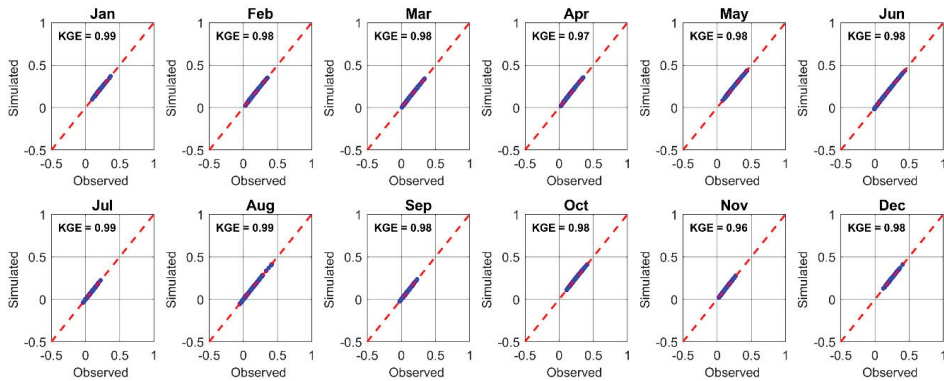 Jan Feb Mar Apr May Jun
1 1 1 1 1 1
KGE = 0.99 KGE = 0.98 KGE = 0.98 KGE = 0.97 KGE = 0.98 KGE = 0.98
0.5 0.5 0.5 0.5 0.5 0.5
Simulated Simulated Simulated Simulated Simulated Simulated
0 0 0 0 0 0
-0.5 -0.5 -0.5 -0.5 -0.5 -0.5
-0.5 0 0.5 1 -0.5 0 0.5 1 -0.5 0 0.5 1 -0.5 0 0.5 1 -0.5 0 0.5 1 -0.5 0 0.5 1
Observed Observed Observed Observed Observed Observed
Jul Aug Sep Oct Nov Dec
1 1 1 1 1 1
KGE = 0.99 KGE = 0.99 KGE = 0.98 KGE = 0.98 KGE = 0.96 KGE = 0.98
0.5 0.5 0.5 0.5 0.5 0.5
Simulated Simulated Simulated Simulated Simulated Simulated
0 0 0 0 0 0
-0.5 -0.5 -0.5 -0.5 -0.5 -0.5
-0.5 0 0.5 1 -0.5 0 0.5 1 -0.5 0 0.5 1 -0.5 0 0.5 1 -0.5 0 0.5 1 -0.5 0 0.5 1
Observed Observed Observed Observed Observed Observed